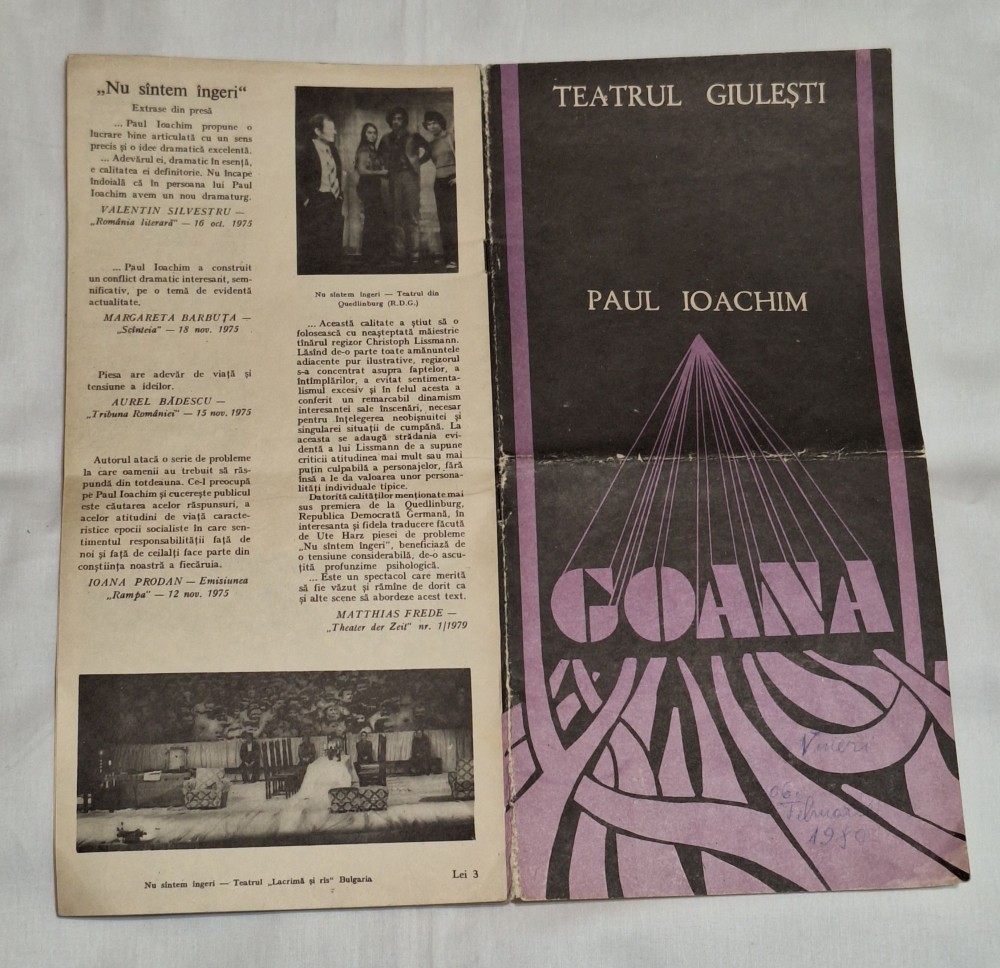 „Nu sîntem îngeri“
Extrase din presă
... Paul Ioachim propune o
lucrare bine articulată cu un sens
precis și o idee dramatică excelentă.
... Adevărul ei, dramatic în esență,
e calitatea ei definitorie. Nu încape
îndoială că în persoana lui Paul
Ioachim avem un nou dramaturg.
VALENTIN SILVESTRU —
„România literară” — 16 oct. 1975
... Paul Ioachim a construit
un conflict dramatic interesant, sem-
nificativ, pe o temă de evidentă
actualitate.
MARGARETA BARBUȚA —
„Scînteia” — 18 nov. 1975
Piesa are adevăr de viață și
tensiune a ideilor.
AUREL BĂDESCU —
„Tribuna României” — 15 nov. 1975
Autorul atacă o serie de probleme
la care oamenii au trebuit să răs-
pundă din totdeauna. Ce-l preocupă
pe Paul Ioachim și cucerește publicul
este căutarea acelor răspunsuri, a
acelor atitudini de viață caracte-
ristice epocii socialiste în care sen-
timentul responsabilității față de
noi și față de ceilalți face parte din
conștiința noastră a fiecăruia.
IOANA PRODAN — Emisiunea
„Rampa” — 12 nov. 1975
Nu sîntem îngeri — Teatrul din
Quedlinburg (R.D.G.)
... Această calitate a știut să o
folosească cu neașteptată măiestrie
tînărul regizor Christoph Lissmann.
Lăsînd de-o parte toate amănuntele
adiacente pur ilustrative, regizorul
s-a concentrat asupra faptelor, a
întîmplărilor, a evitat sentimenta-
lismul excesiv și în felul acesta a
conferit un remarcabil dinamism
interesantei sale înscenări, necesar
pentru înțelegerea neobișnuitei și
singularei situații de cumpănă. La
aceasta se adaugă strădania evi-
dentă a lui Lissmann de a supune
criticii atitudinea mai mult sau mai
puțin culpabilă a personajelor, fără
însă a le da valoarea unor persona-
lități individuale tipice.
Datorită calităților menționate mai
sus premiera de la Quedlinburg,
Republica Democrată Germană, în
interesanta și fidela traducere făcută
de Ute Harz piesei de probleme
„Nu sîntem îngeri”, beneficiază de
o tensiune considerabilă, de-o ascu-
țită profunzime psihologică.
... Este un spectacol care merită
să fie văzut și rămîne de dorit ca
și alte scene să abordeze acest text.
MATTHIAS FREDE —
„Theater der Zeit” nr. 1/1979
Nu sîntem îngeri — Teatrul „Lacrimă și rîs” Bulgaria
Lei 3
TEATRUL GIULEȘTI
PAUL IOACHIM
GOANA
Vineri
06.
Februarie
1980